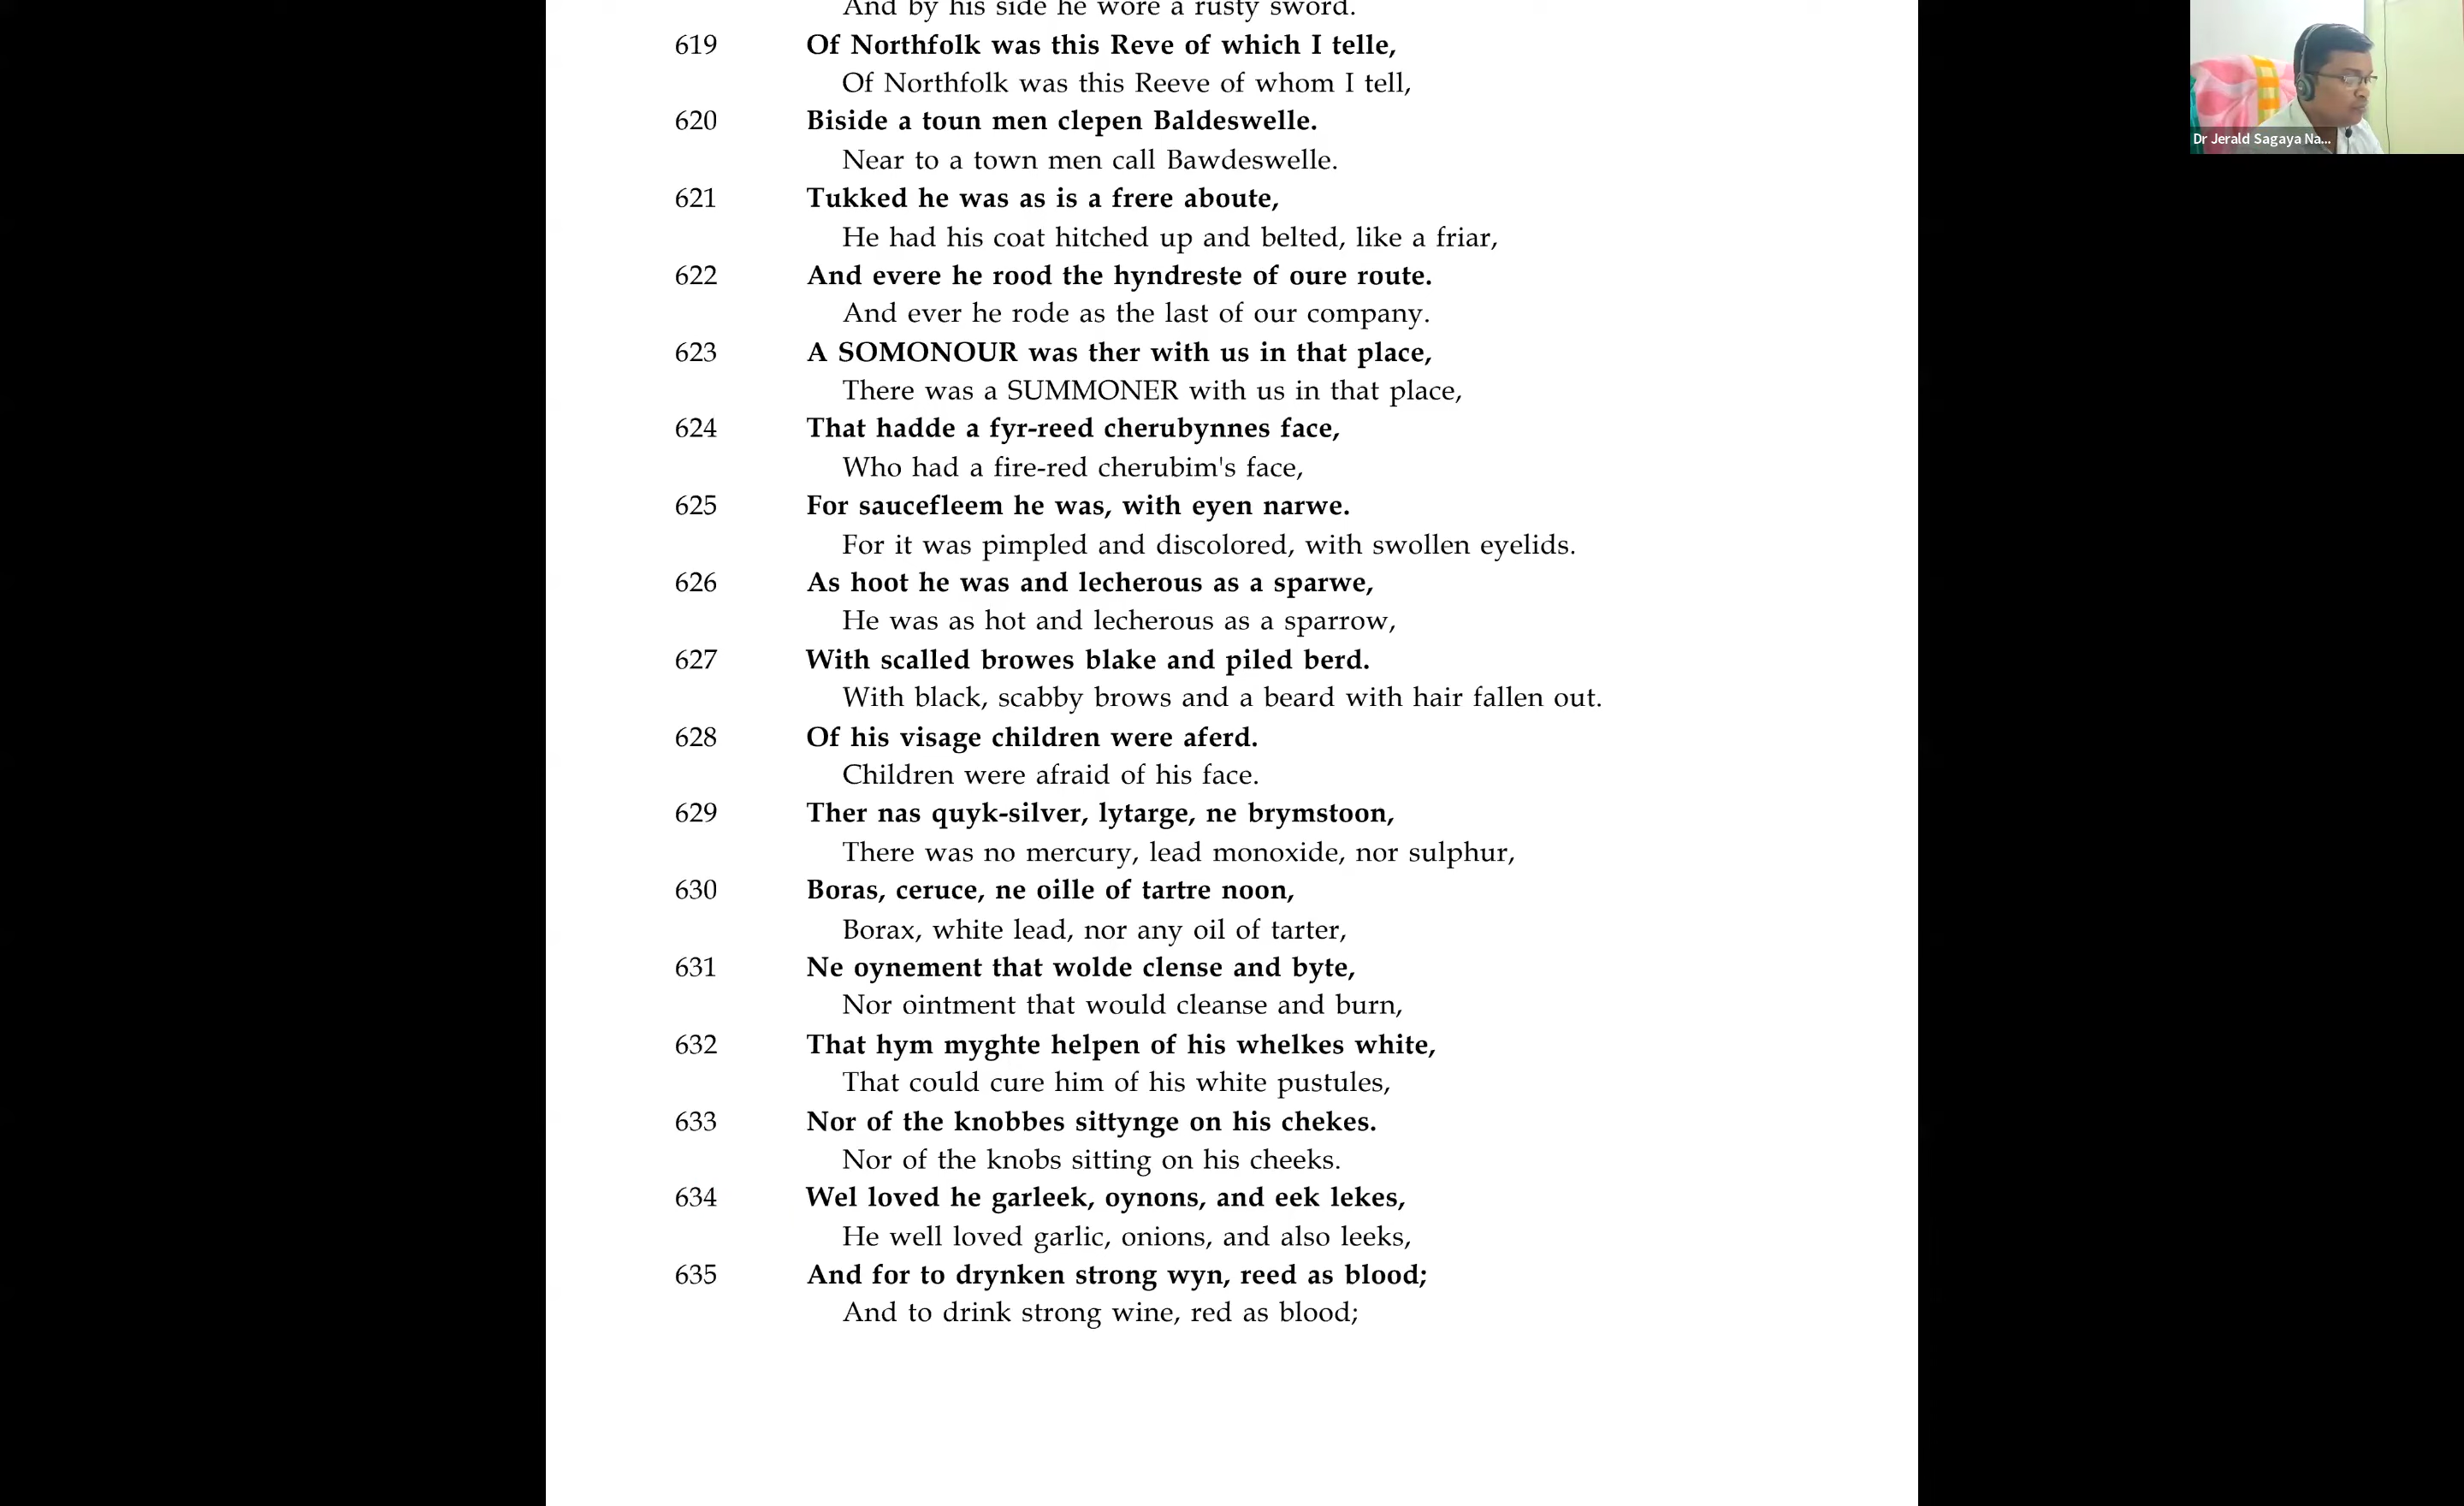 And by his side he wore a rusty sword.
619 Of Northfolk was this Reve of which I telle,
Of Northfolk was this Reeve of whom I tell,
620 Biside a toun men clepen Baldeswelle.
Near to a town men call Bawdeswelle.
621 Tukked he was as is a frere aboute,
He had his coat hitched up and belted, like a friar,
622 And evere he rood the hyndreste of oure route.
And ever he rode as the last of our company.
623 A SOMONOUR was ther with us in that place,
There was a SUMMONER with us in that place,
624 That hadde a fyr-reed cherubynnes face,
Who had a fire-red cherubim's face,
625 For saucefleem he was, with eyen narwe.
For it was pimpled and discolored, with swollen eyelids.
626 As hoot he was and lecherous as a sparwe,
He was as hot and lecherous as a sparrow,
627 With scalled browes blake and piled berd.
With black, scabby brows and a beard with hair fallen out.
628 Of his visage children were aferd.
Children were afraid of his face.
629 Ther nas quyk-silver, lytarge, ne brymstoon,
There was no mercury, lead monoxide, nor sulphur,
630 Boras, ceruce, ne oille of tartre noon,
Borax, white lead, nor any oil of tarter,
631 Ne oynement that wolde clense and byte,
Nor ointment that would cleanse and burn,
632 That hym myghte helpen of his whelkes white,
That could cure him of his white pustules,
633 Nor of the knobbes sittynge on his chekes.
Nor of the knobs sitting on his cheeks.
634 Wel loved he garleek, oynons, and eek lekes,
He well loved garlic, onions, and also leeks,
635 And for to drynken strong wyn, reed as blood;
And to drink strong wine, red as blood;
Dr Jerald Sagaya Na...